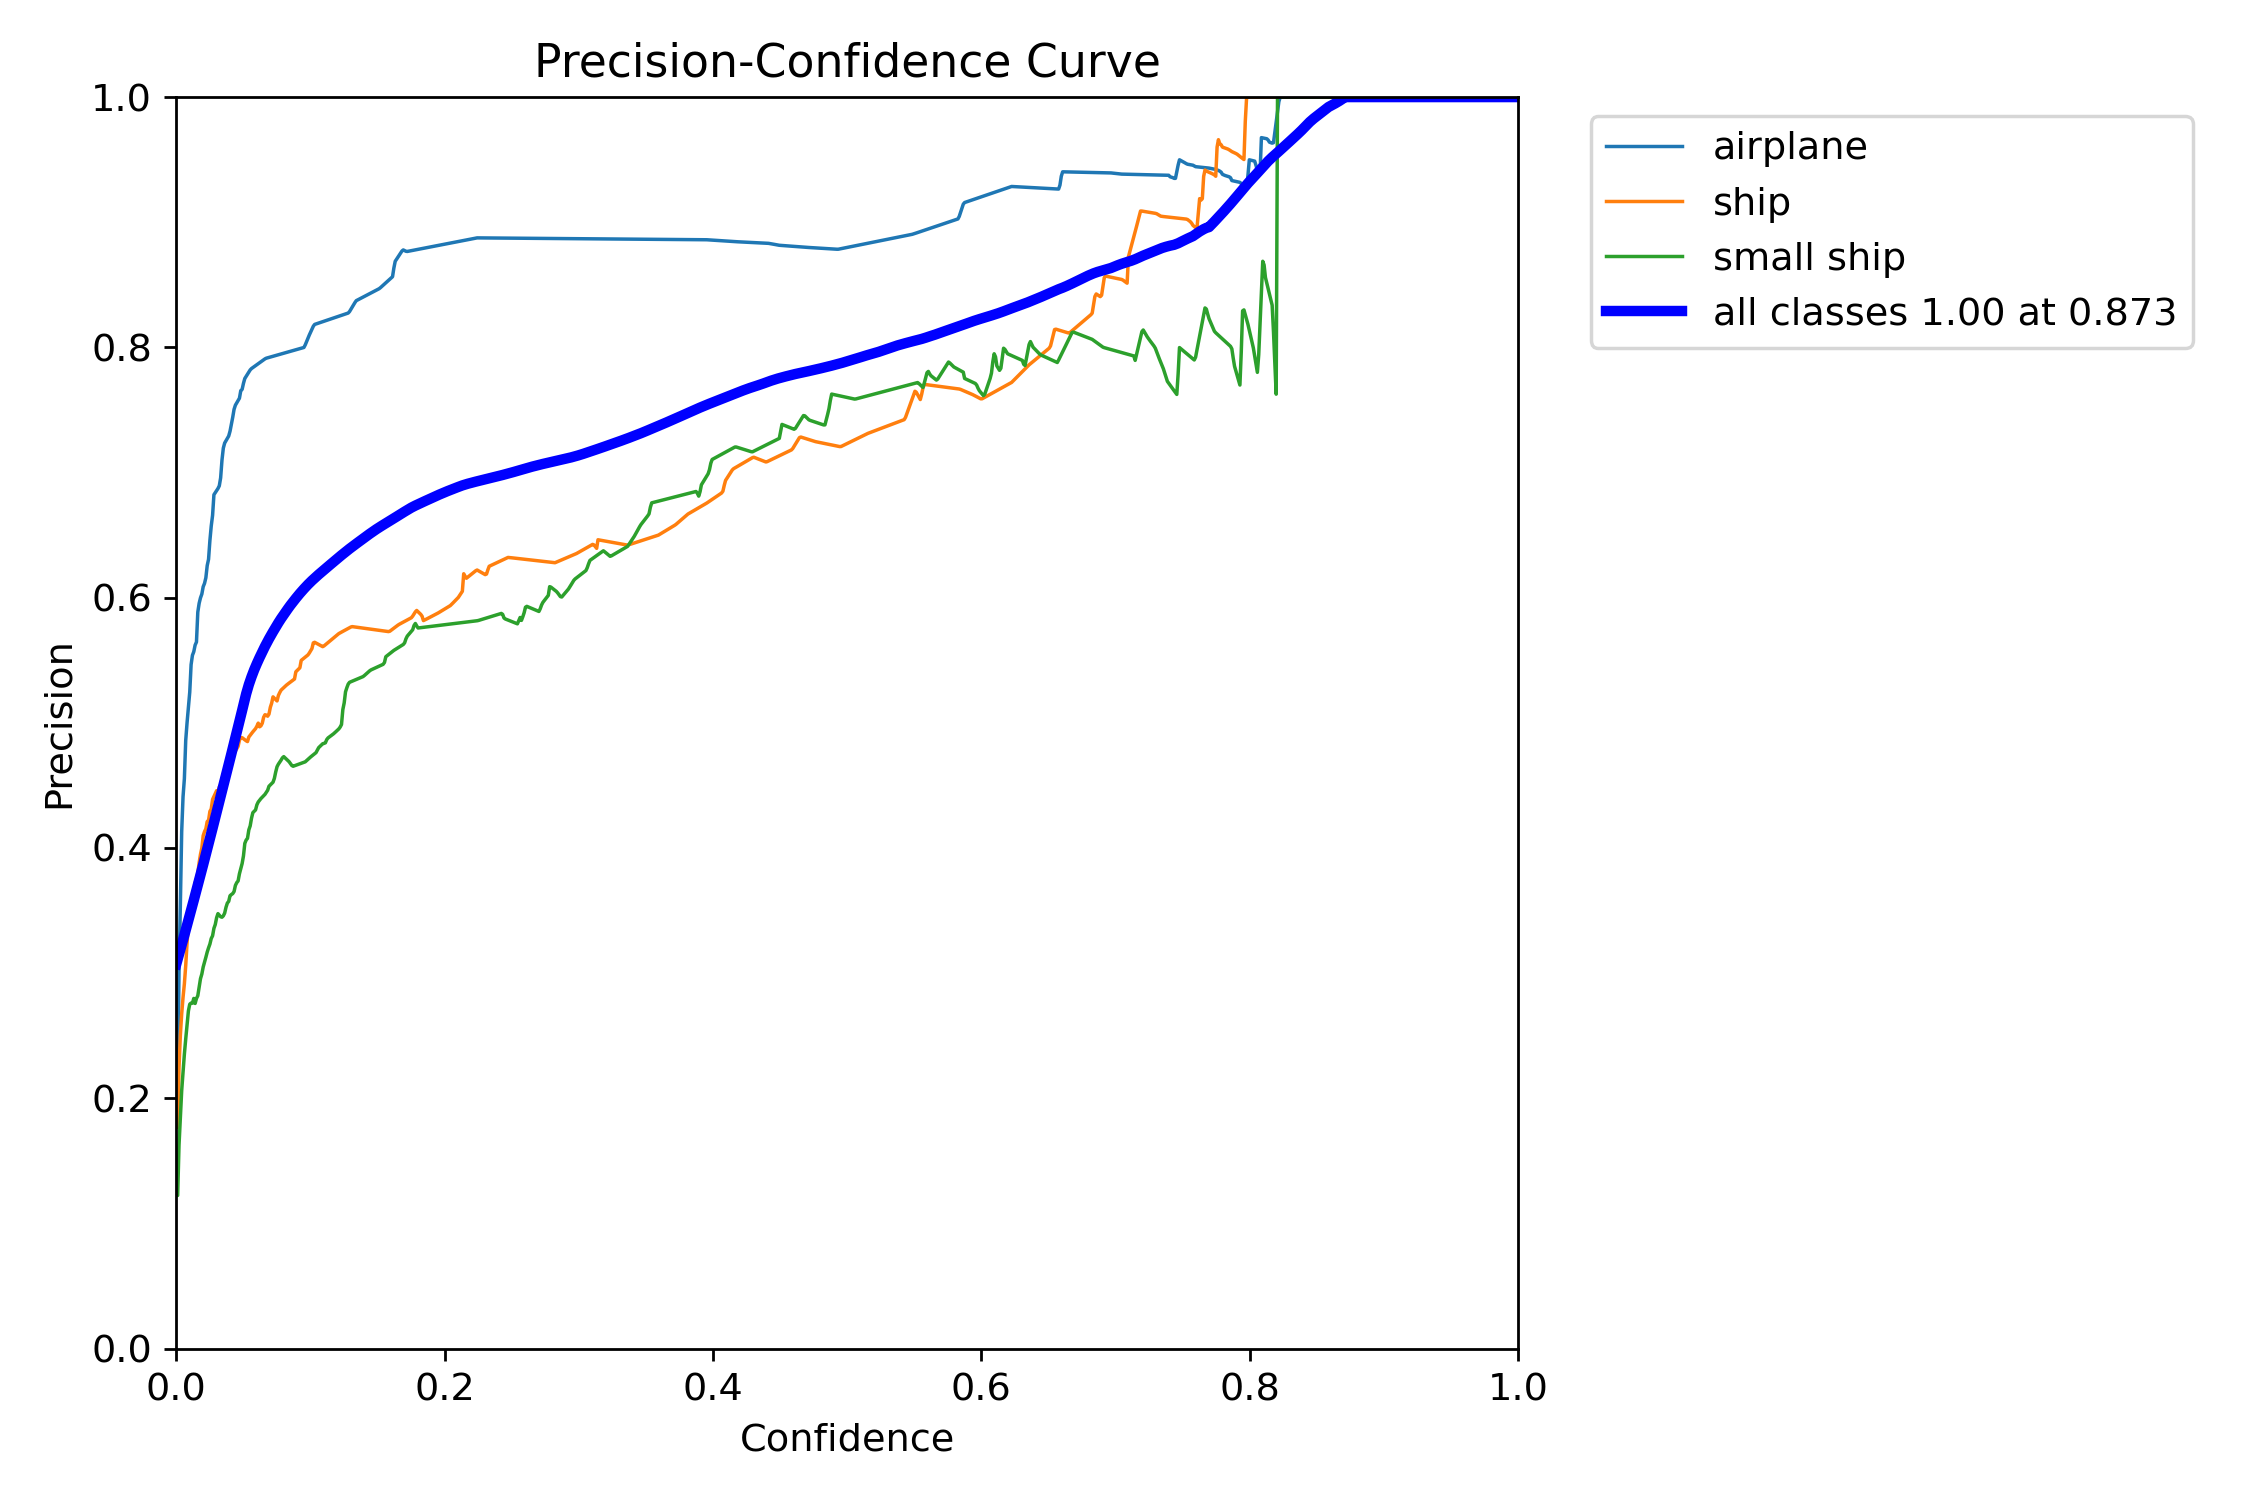 Precision-Confidence Curve
1.0
0.8
0.6
0.4
0.2
0.0
Precision
0.0 0.2 0.4 0.6 0.8 1.0
Confidence
airplane
ship
small ship
all classes 1.00 at 0.873